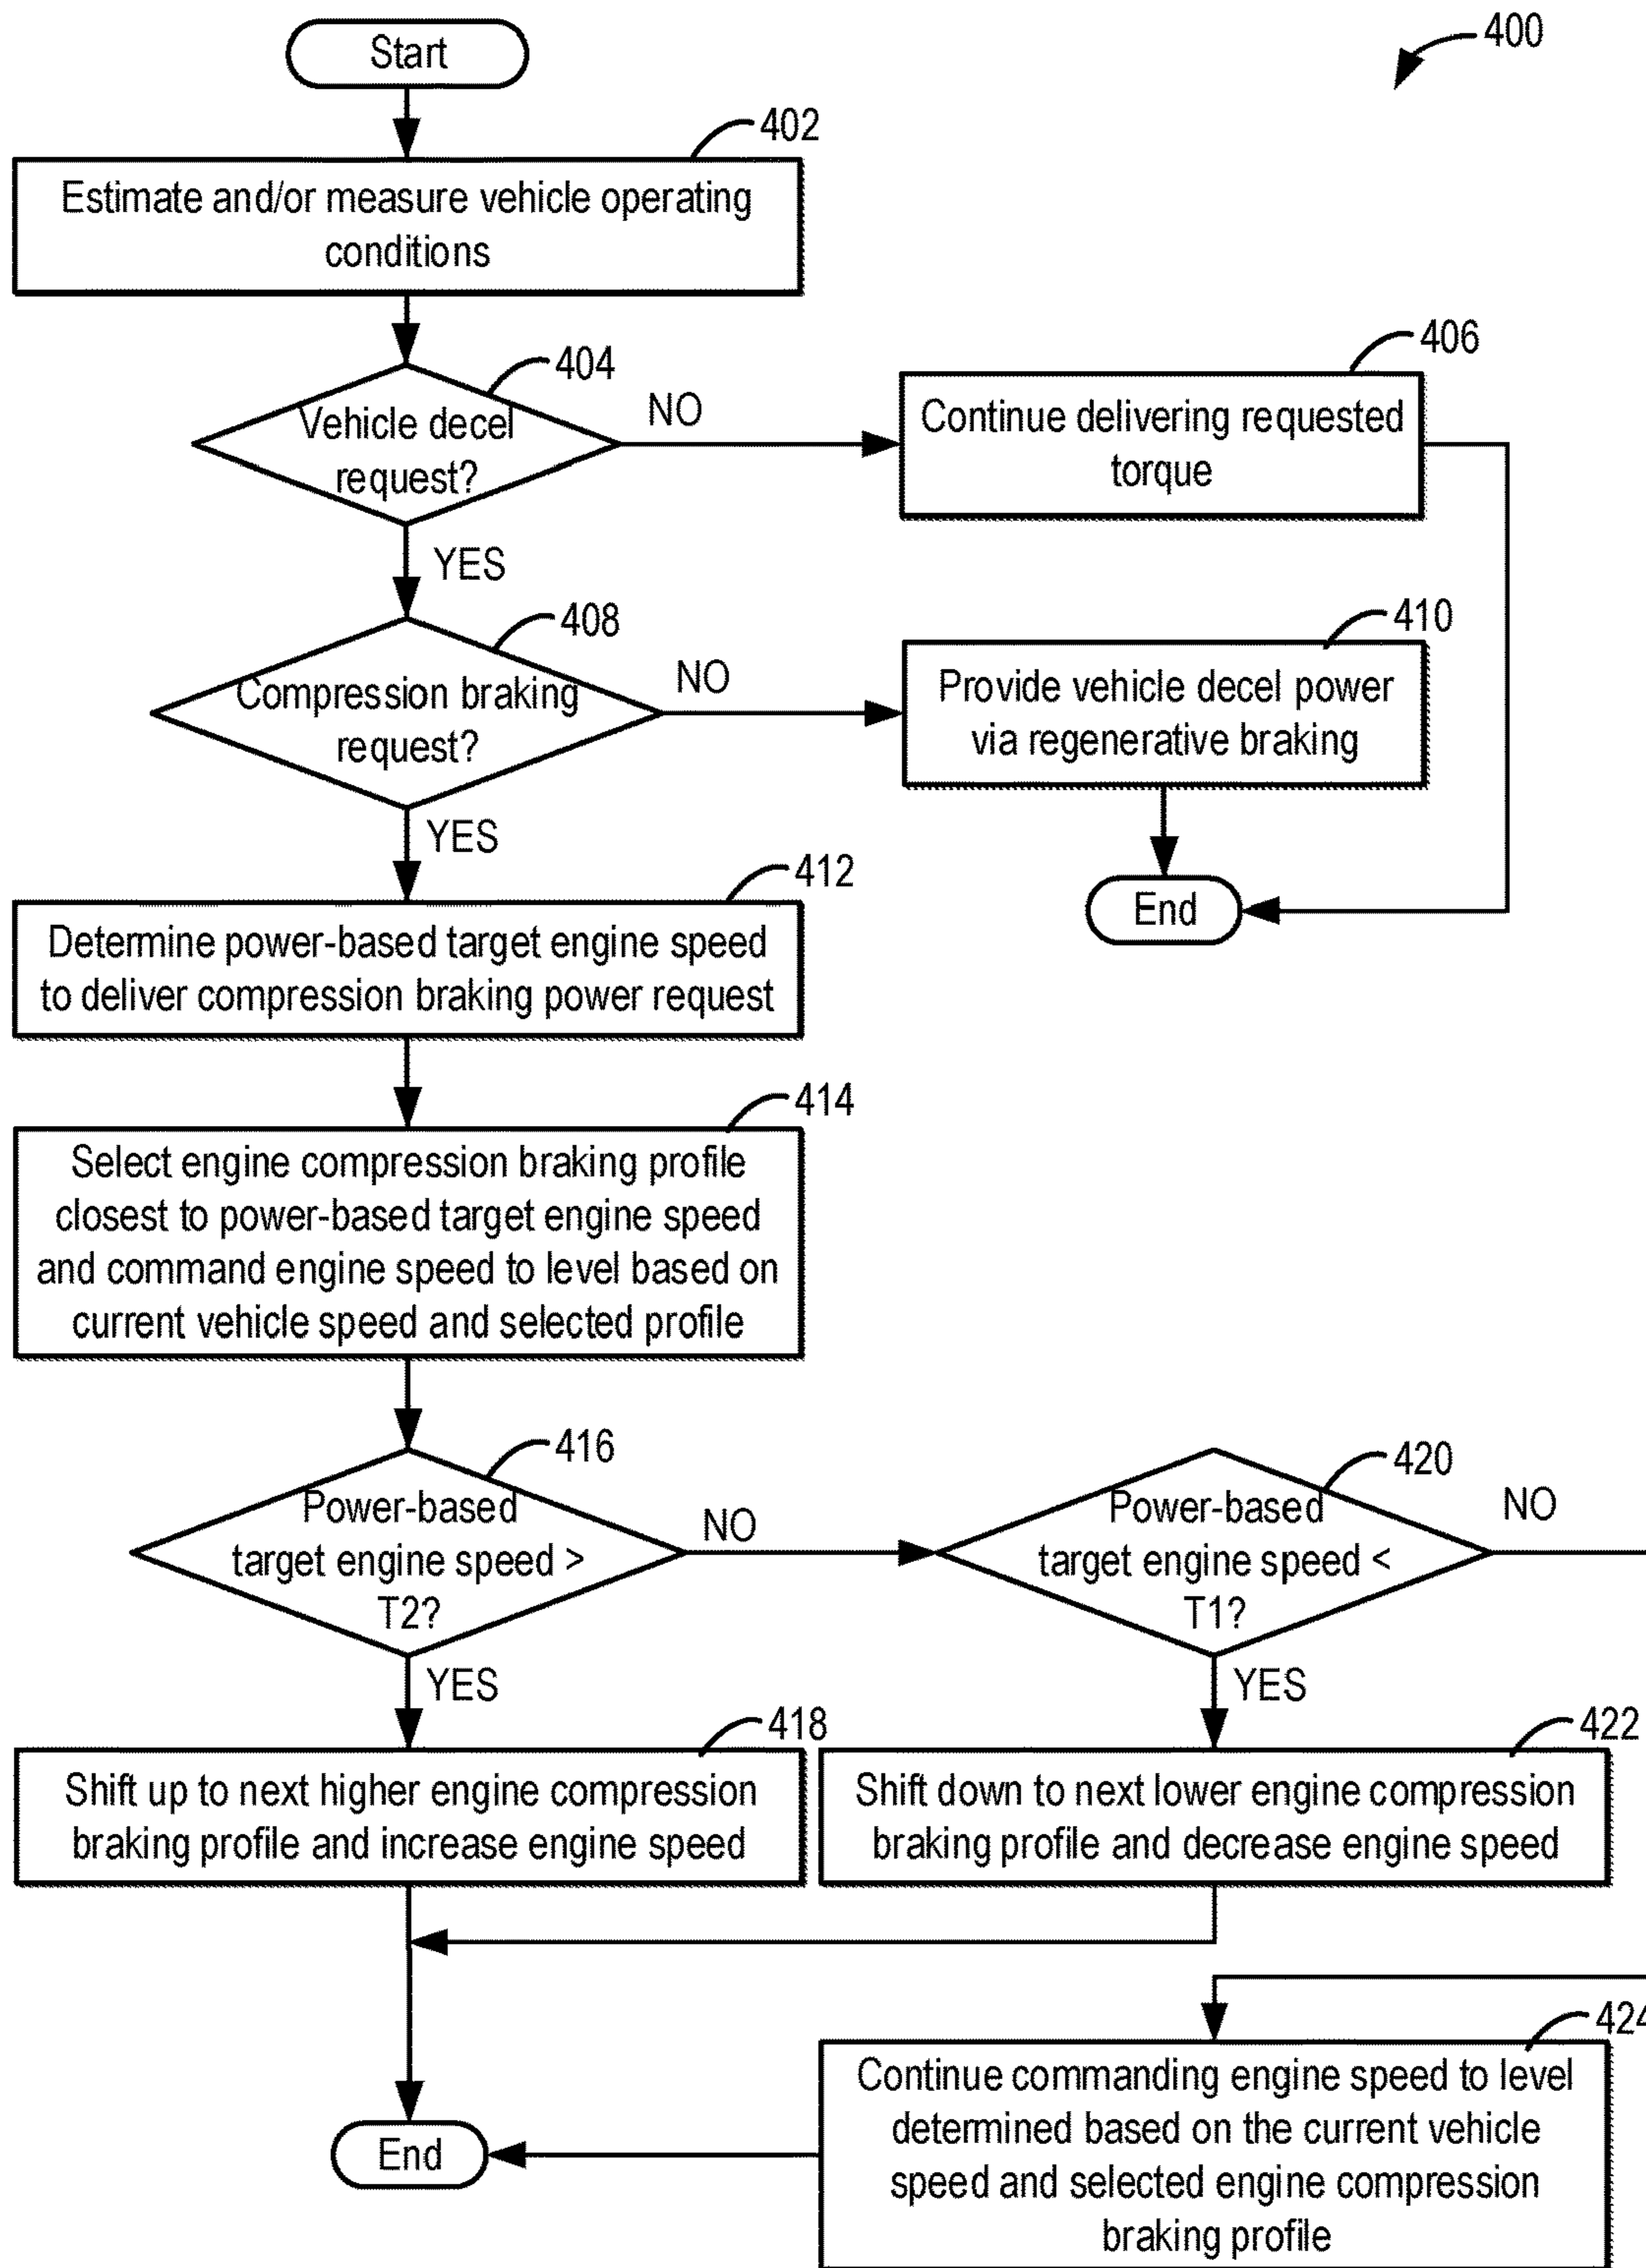 Start
400
402
Estimate and/or measure vehicle operating
conditions
404
406
Vehicle decel
request?
NO
Continue delivering requested
torque
YES
408
410
Compression braking
request?
NO
Provide vehicle decel power
via regenerative braking
YES
End
412
Determine power-based target engine speed
to deliver compression braking power request
414
Select engine compression braking profile
closest to power-based target engine speed
and command engine speed to level based on
current vehicle speed and selected profile
416
Power-based
target engine speed >
T2?
NO
420
Power-based
target engine speed <
T1?
NO
YES
YES
418
Shift up to next higher engine compression
braking profile and increase engine speed
422
Shift down to next lower engine compression
braking profile and decrease engine speed
424
Continue commanding engine speed to level
determined based on the current vehicle
speed and selected engine compression
braking profile
End